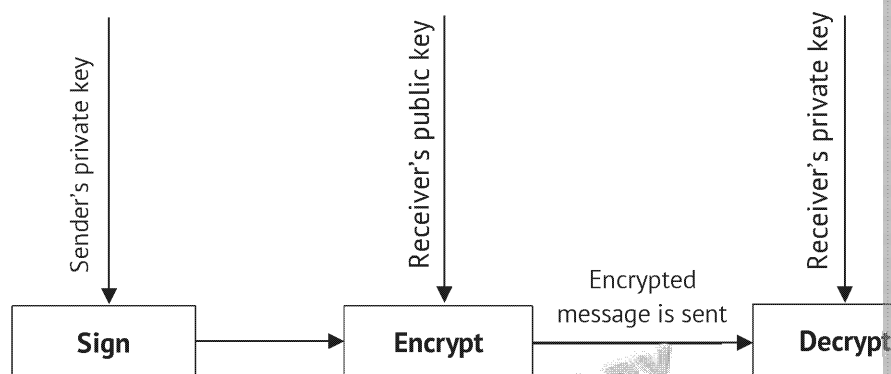 Sender's private key
Receiver's public key
Receiver's private key
Encrypted
message is sent
Sign
Encrypt
Decrypt